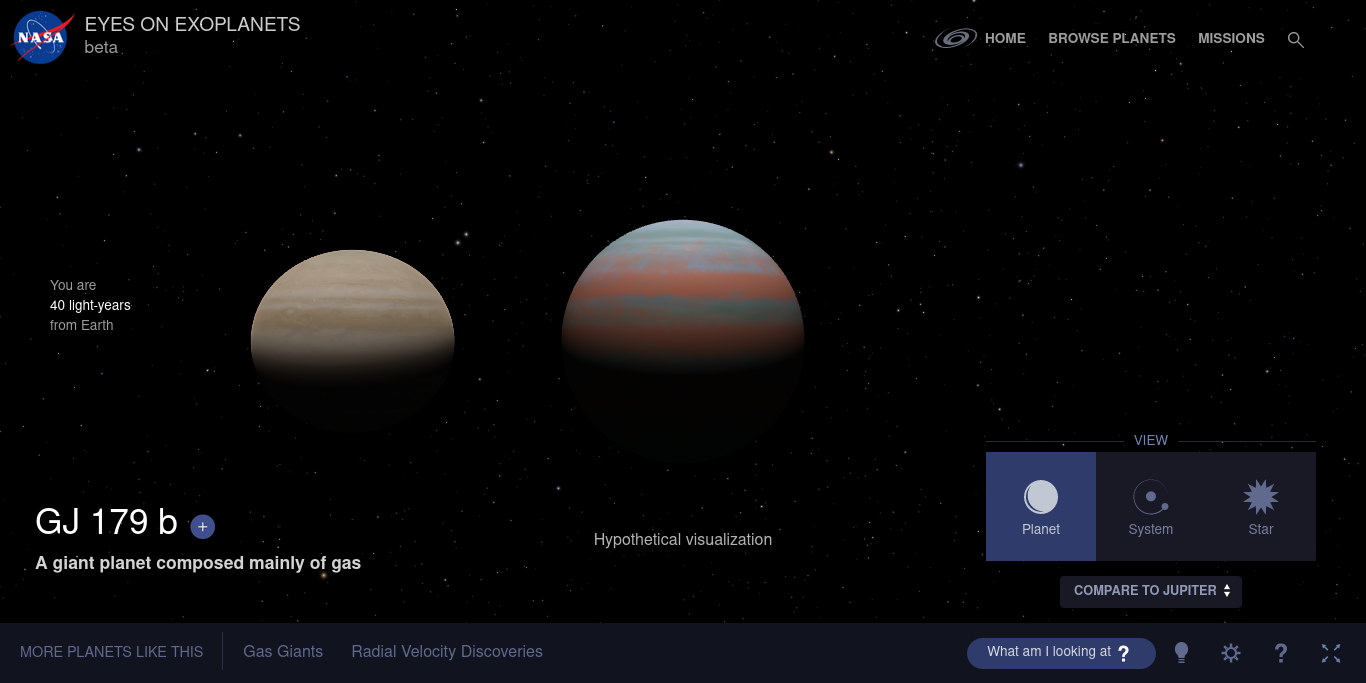 NASA
EYES ON EXOPLANETS
beta
HOME
BROWSE PLANETS
MISSIONS
You are
40 light-years
from Earth
VIEW
Planet
System
Star
GJ 179 b +
A giant planet composed mainly of gas
Hypothetical visualization
COMPARE TO JUPITER
MORE PLANETS LIKE THIS
Gas Giants
Radial Velocity Discoveries
What am I looking at ?
?